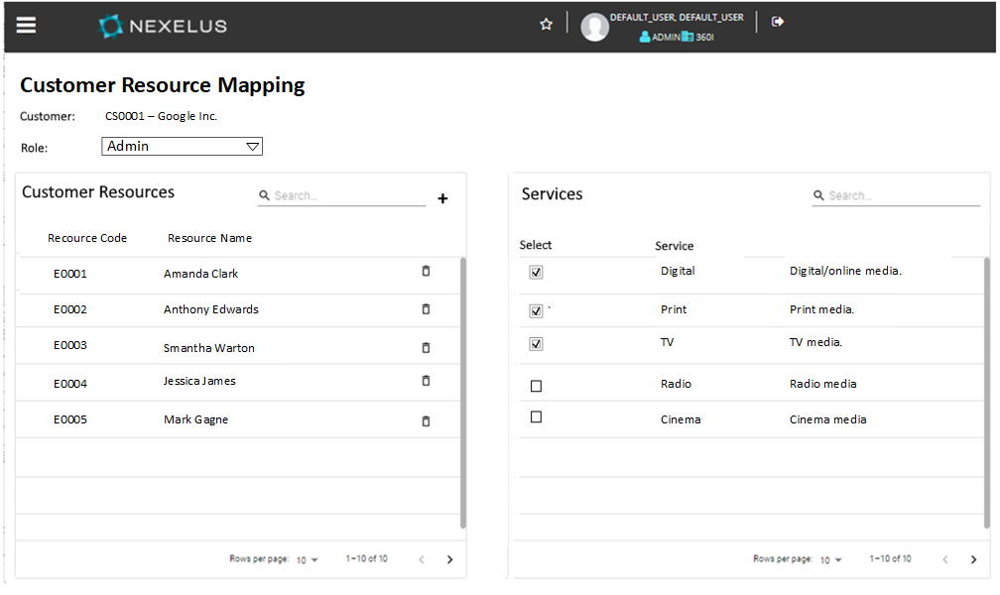 NEXELUS
DEFAULT_USER, DEFAULT_USER
ADMIN 360I
Customer Resource Mapping
Customer: CS0001 – Google Inc.
Role: Admin
Customer Resources Search... +
Recource Code Resource Name
E0001 Amanda Clark
E0002 Anthony Edwards
E0003 Smantha Warton
E0004 Jessica James
E0005 Mark Gagne
Rows per page: 10 1–10 of 10
Services Search...
Select Service
Digital Digital/online media.
` Print Print media.
TV TV media.
Radio Radio media
Cinema Cinema media
Rows per page: 10 1–10 of 10